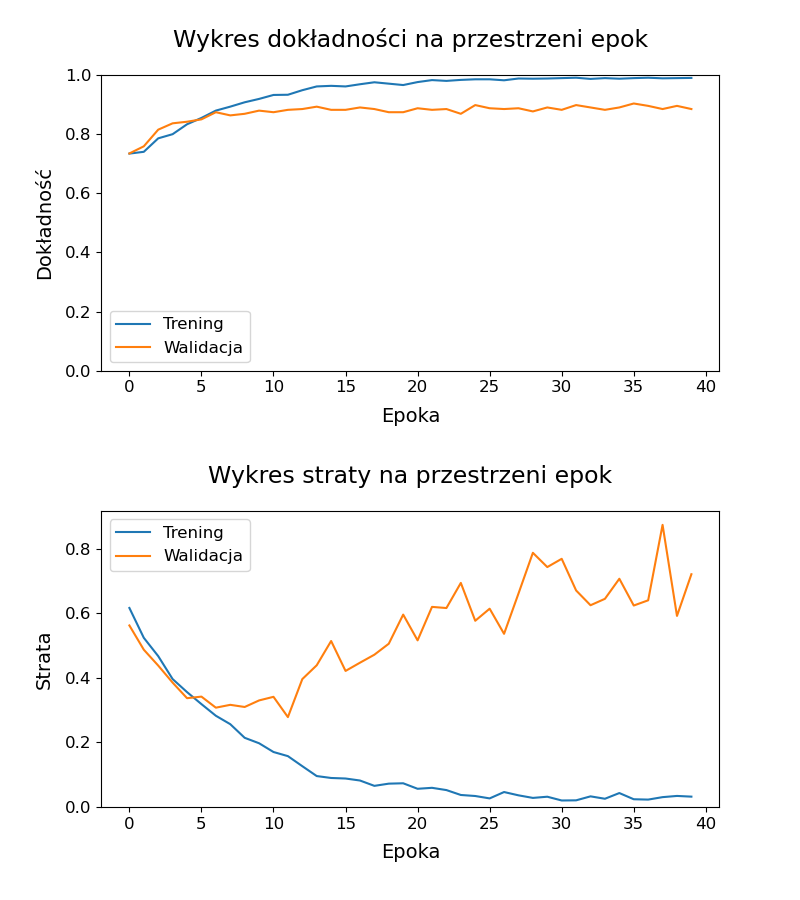 Wykres dokładności na przestrzeni epok
1.0
0.8
0.6
0.4
0.2
0.0
Dokładność
Trening
Walidacja
0 5 10 15 20 25 30 35 40
Epoka
Wykres straty na przestrzeni epok
Trening
Walidacja
0.8
0.6
0.4
0.2
0.0
Strata
0 5 10 15 20 25 30 35 40
Epoka